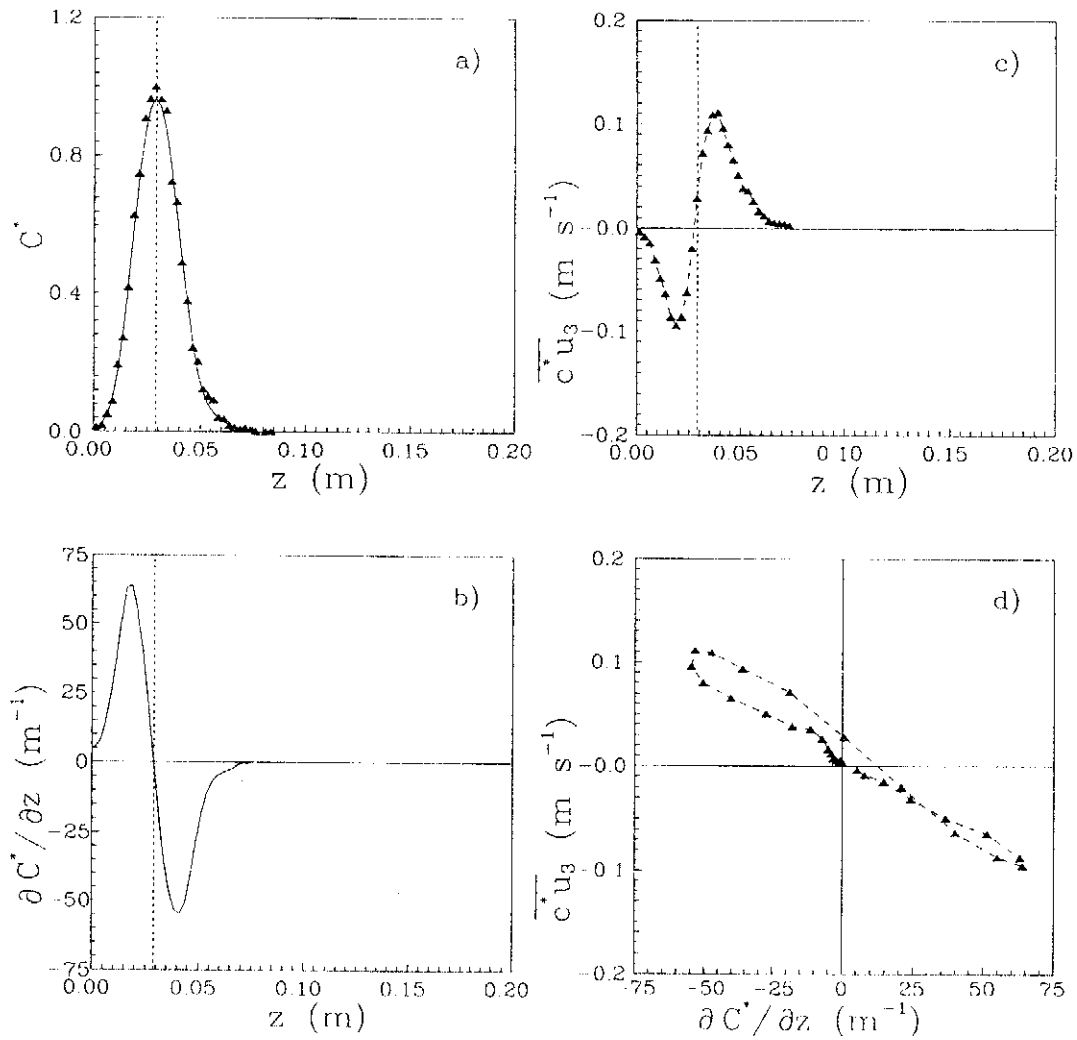 1.2
0.8
0.4
0.0
C*
a)
0.00 0.05 0.10 0.15 0.20
z (m)
0.2
0.1
-0.0
-0.1
-0.2
c* u3 (m s⁻¹)
c)
0.00 0.05 0 10 0.15 0.20
z (m)
75
50
25
0
-25
-50
-75
∂C*/∂z (m⁻¹)
b)
0.00 0.05 0.10 0.15 0.20
z (m)
0.2
0.1
-0.0
-0 1
-0.2
c* u3 (m s⁻¹)
d)
-75 -50 -25 0 25 50 75
∂C*/∂z (m⁻¹)